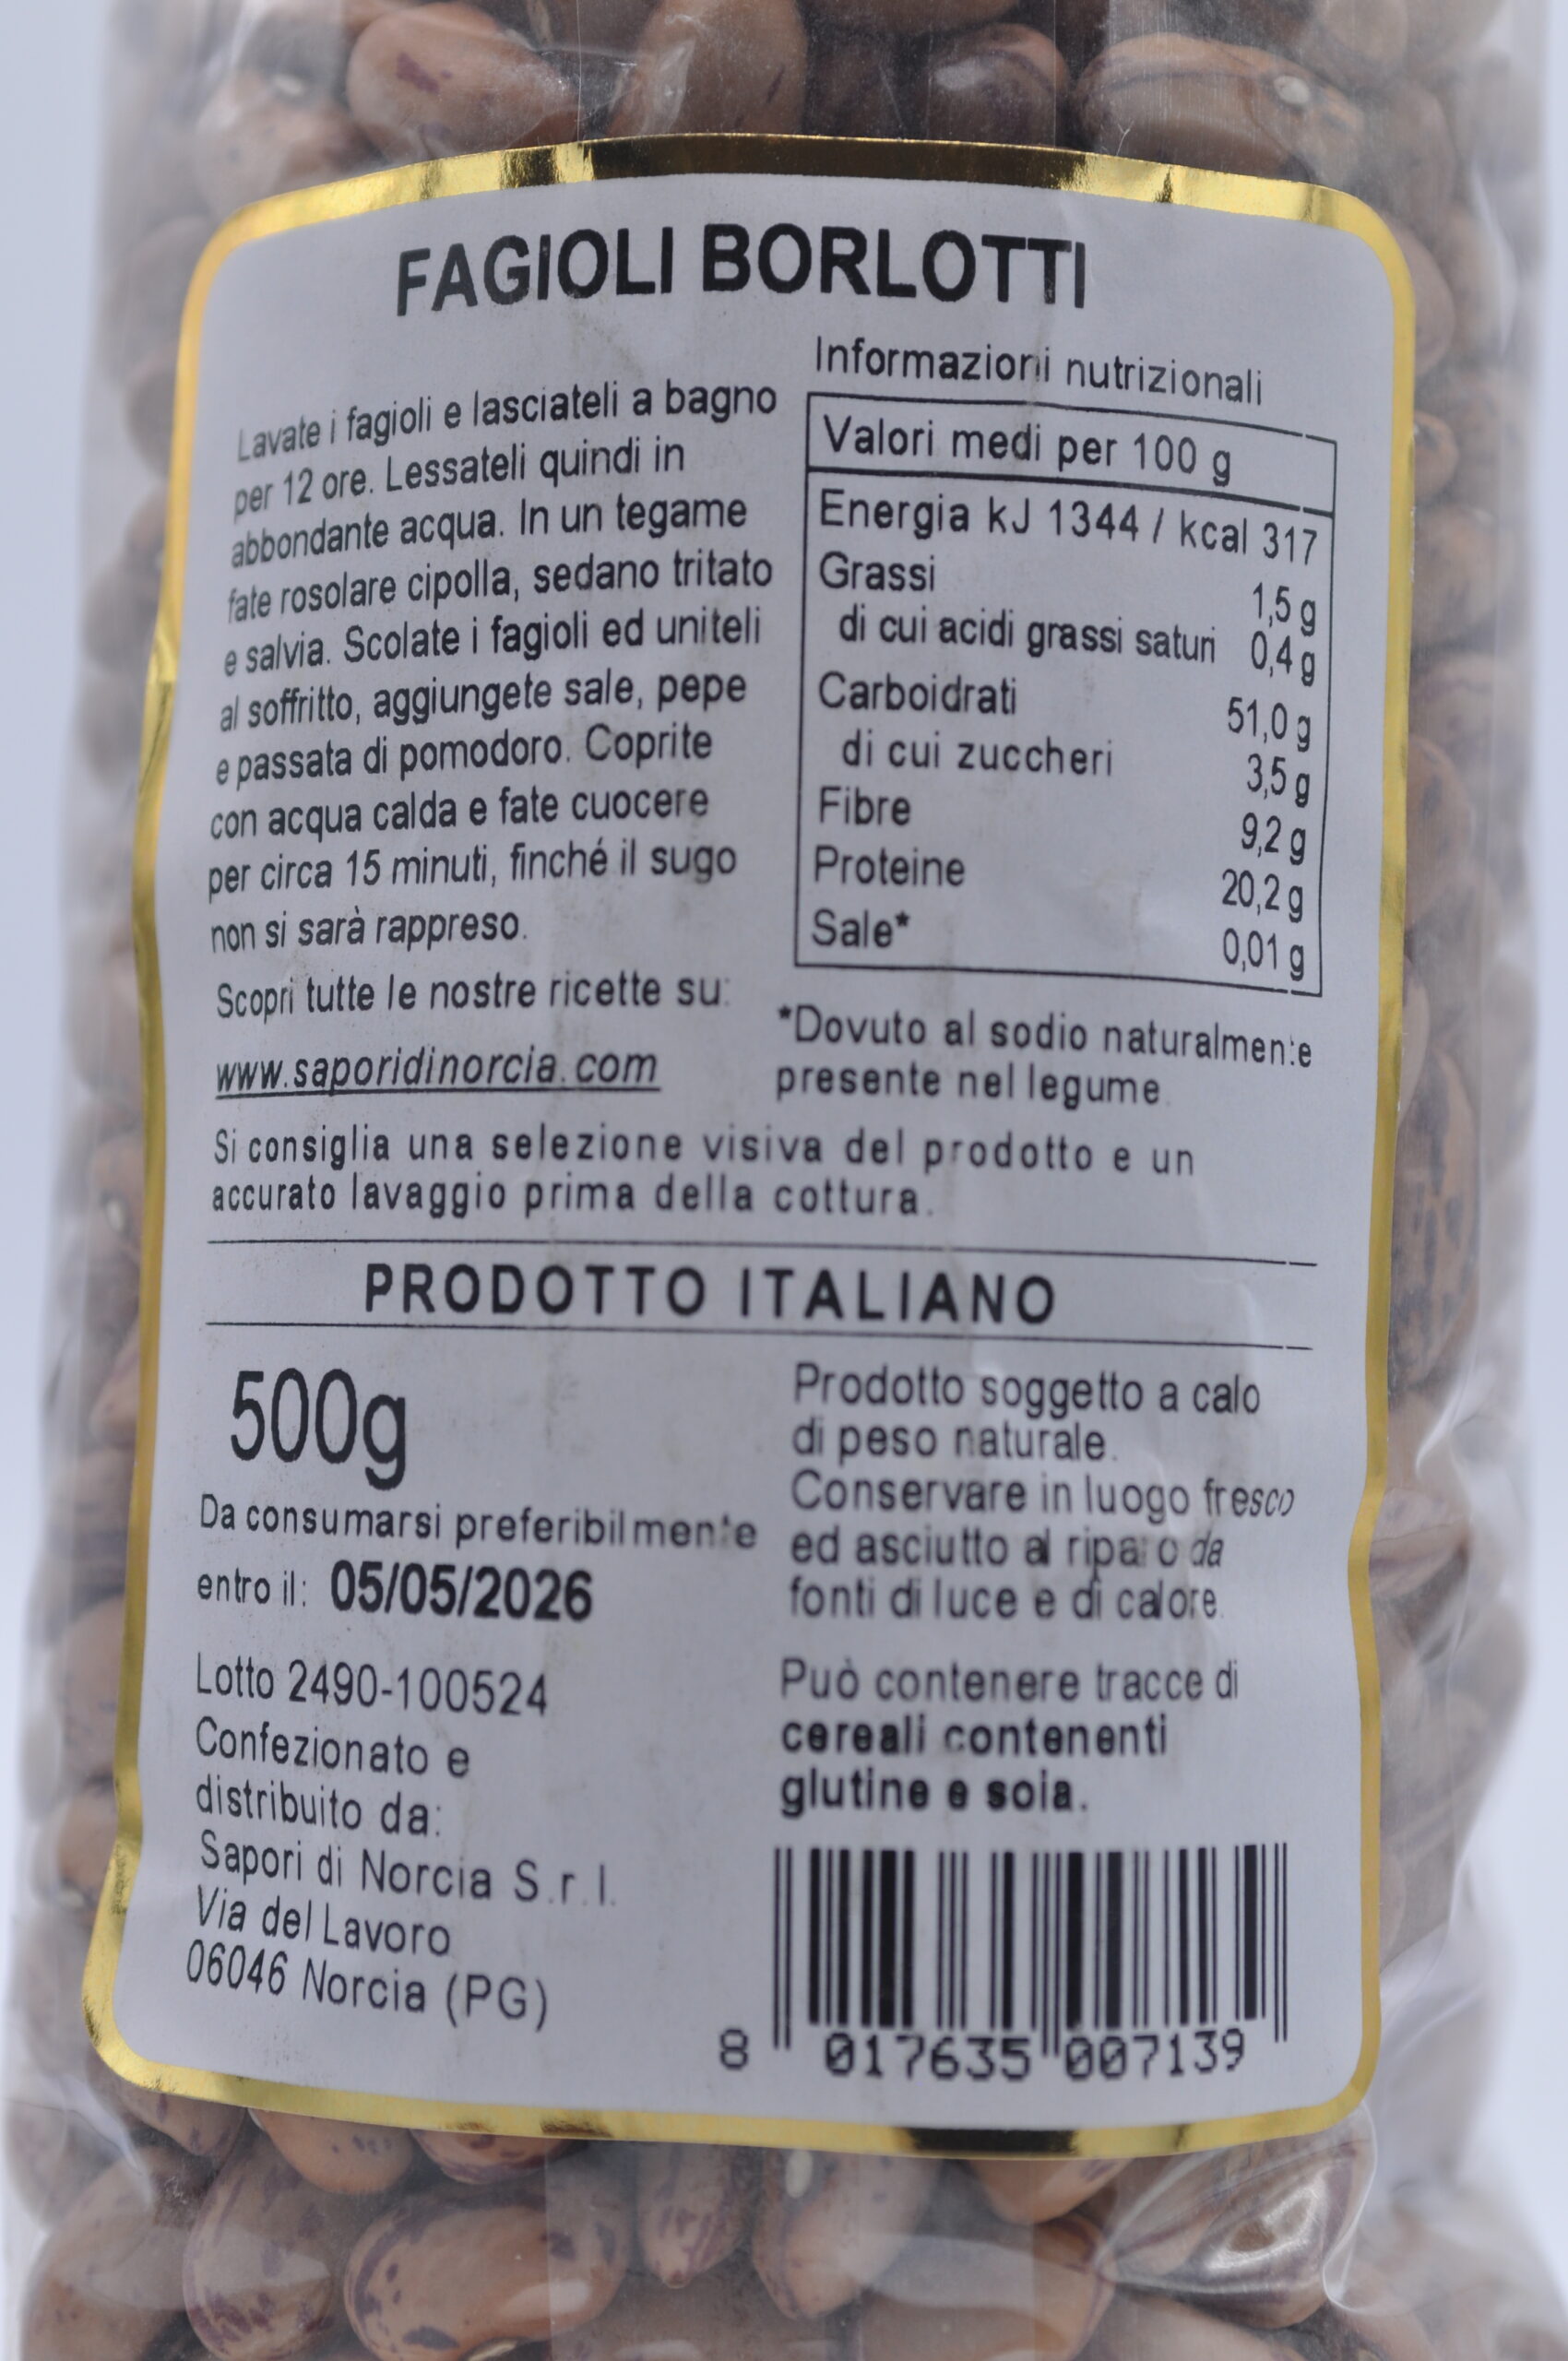 FAGIOLI BORLOTTI
Lavate i fagioli e lasciateli a bagno
per 12 ore. Lessateli quindi in
abbondante acqua. In un tegame
fate rosolare cipolla, sedano tritato
e salvia. Scolate i fagioli ed uniteli
al soffritto, aggiungete sale, pepe
e passata di pomodoro. Coprite
con acqua calda e fate cuocere
per circa 15 minuti, finché il sugo
non si sarà rappreso.
Scopri tutte le nostre ricette su:
www.saporidinorcia.com
Informazioni nutrizionali
Valori medi per 100 g
Energia kJ 1344 / kcal 317
Grassi 1,5 g
di cui acidi grassi saturi 0,4 g
Carboidrati 51,0 g
di cui zuccheri 3,5 g
Fibre 9,2 g
Proteine 20,2 g
Sale* 0,01 g
*Dovuto al sodio naturalmente
presente nel legume.
Si consiglia una selezione visiva del prodotto e un
accurato lavaggio prima della cottura.
PRODOTTO ITALIANO
500g
Da consumarsi preferibilmente
entro il: 05/05/2026
Lotto 2490-100524
Confezionato e
distribuito da:
Sapori di Norcia S.r.l.
Via del Lavoro
06046 Norcia (PG)
Prodotto soggetto a calo
di peso naturale.
Conservare in luogo fresco
ed asciutto al riparo da
fonti di luce e di calore.
Può contenere tracce di
cereali contenenti
glutine e soia.
8 017635 007139